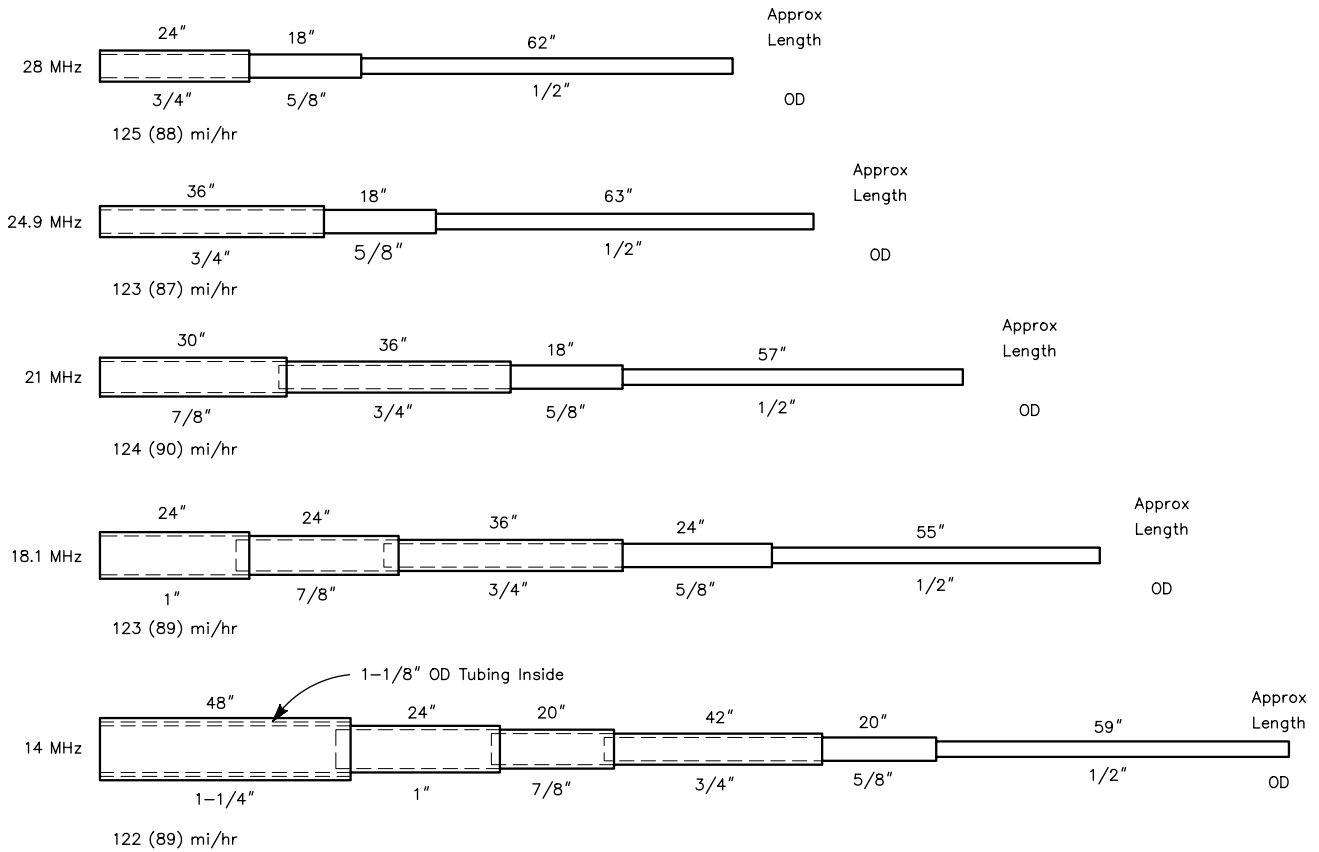 Approx
Length
24" 18" 62"
28 MHz
3/4" 5/8" 1/2" OD
125 (88) mi/hr
Approx
Length
36" 18" 63"
24.9 MHz
3/4" 5/8" 1/2" OD
123 (87) mi/hr
Approx
Length
30" 36" 18" 57"
21 MHz
7/8" 3/4" 5/8" 1/2" OD
124 (90) mi/hr
Approx
Length
24" 24" 36" 24" 55"
18.1 MHz
1" 7/8" 3/4" 5/8" 1/2" OD
123 (89) mi/hr
1-1/8" OD Tubing Inside
Approx
Length
48" 24" 20" 42" 20" 59"
14 MHz
1-1/4" 1" 7/8" 3/4" 5/8" 1/2" OD
122 (89) mi/hr